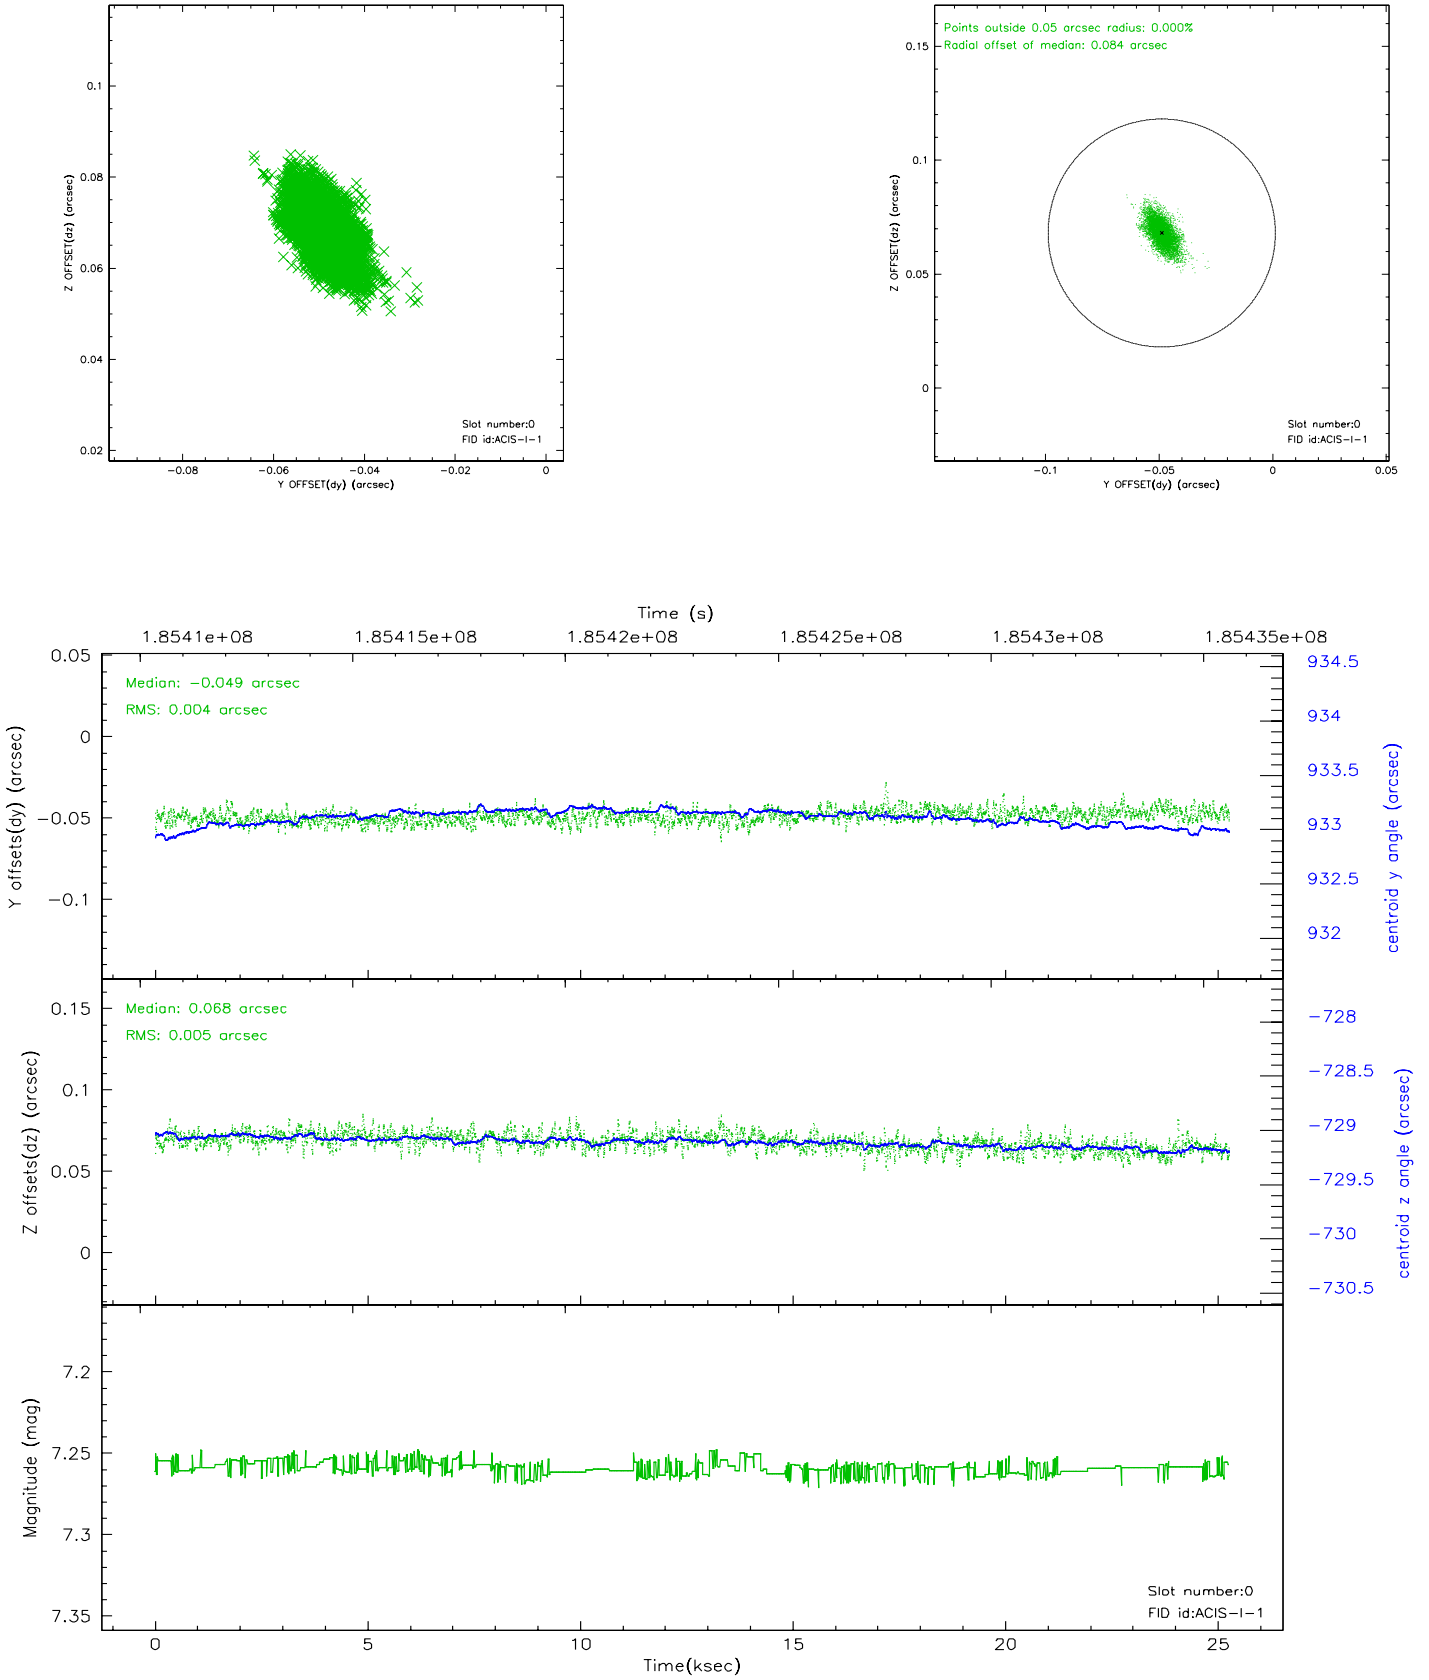 0.1
0.08
0.06
0.04
0.02
Z OFFSET(dz) (arcsec)
Slot number:0
FID id:ACIS-I-1
-0.08 -0.06 -0.04 -0.02 0
Y OFFSET(dy) (arcsec)
Points outside 0.05 arcsec radius: 0.000%
Radial offset of median: 0.084 arcsec
0.15
0.1
0.05
0
Z OFFSET(dz) (arcsec)
Slot number:0
FID id:ACIS-I-1
-0.1 -0.05 0 0.05
Y OFFSET(dy) (arcsec)
Time (s)
1.8541e+08 1.85415e+08 1.8542e+08 1.85425e+08 1.8543e+08 1.85435e+08
Median: -0.049 arcsec
RMS: 0.004 arcsec
0.05
0
-0.05
-0.1
Y offsets(dy) (arcsec)
934.5
934
933.5
933
932.5
932
centroid y angle (arcsec)
Median: 0.068 arcsec
RMS: 0.005 arcsec
0.15
0.1
0.05
0
Z offsets(dz) (arcsec)
-728
-728.5
-729
-729.5
-730
-730.5
centroid z angle (arcsec)
7.2
7.25
7.3
7.35
Magnitude (mag)
Slot number:0
FID id:ACIS-I-1
0 5 10 15 20 25
Time(ksec)